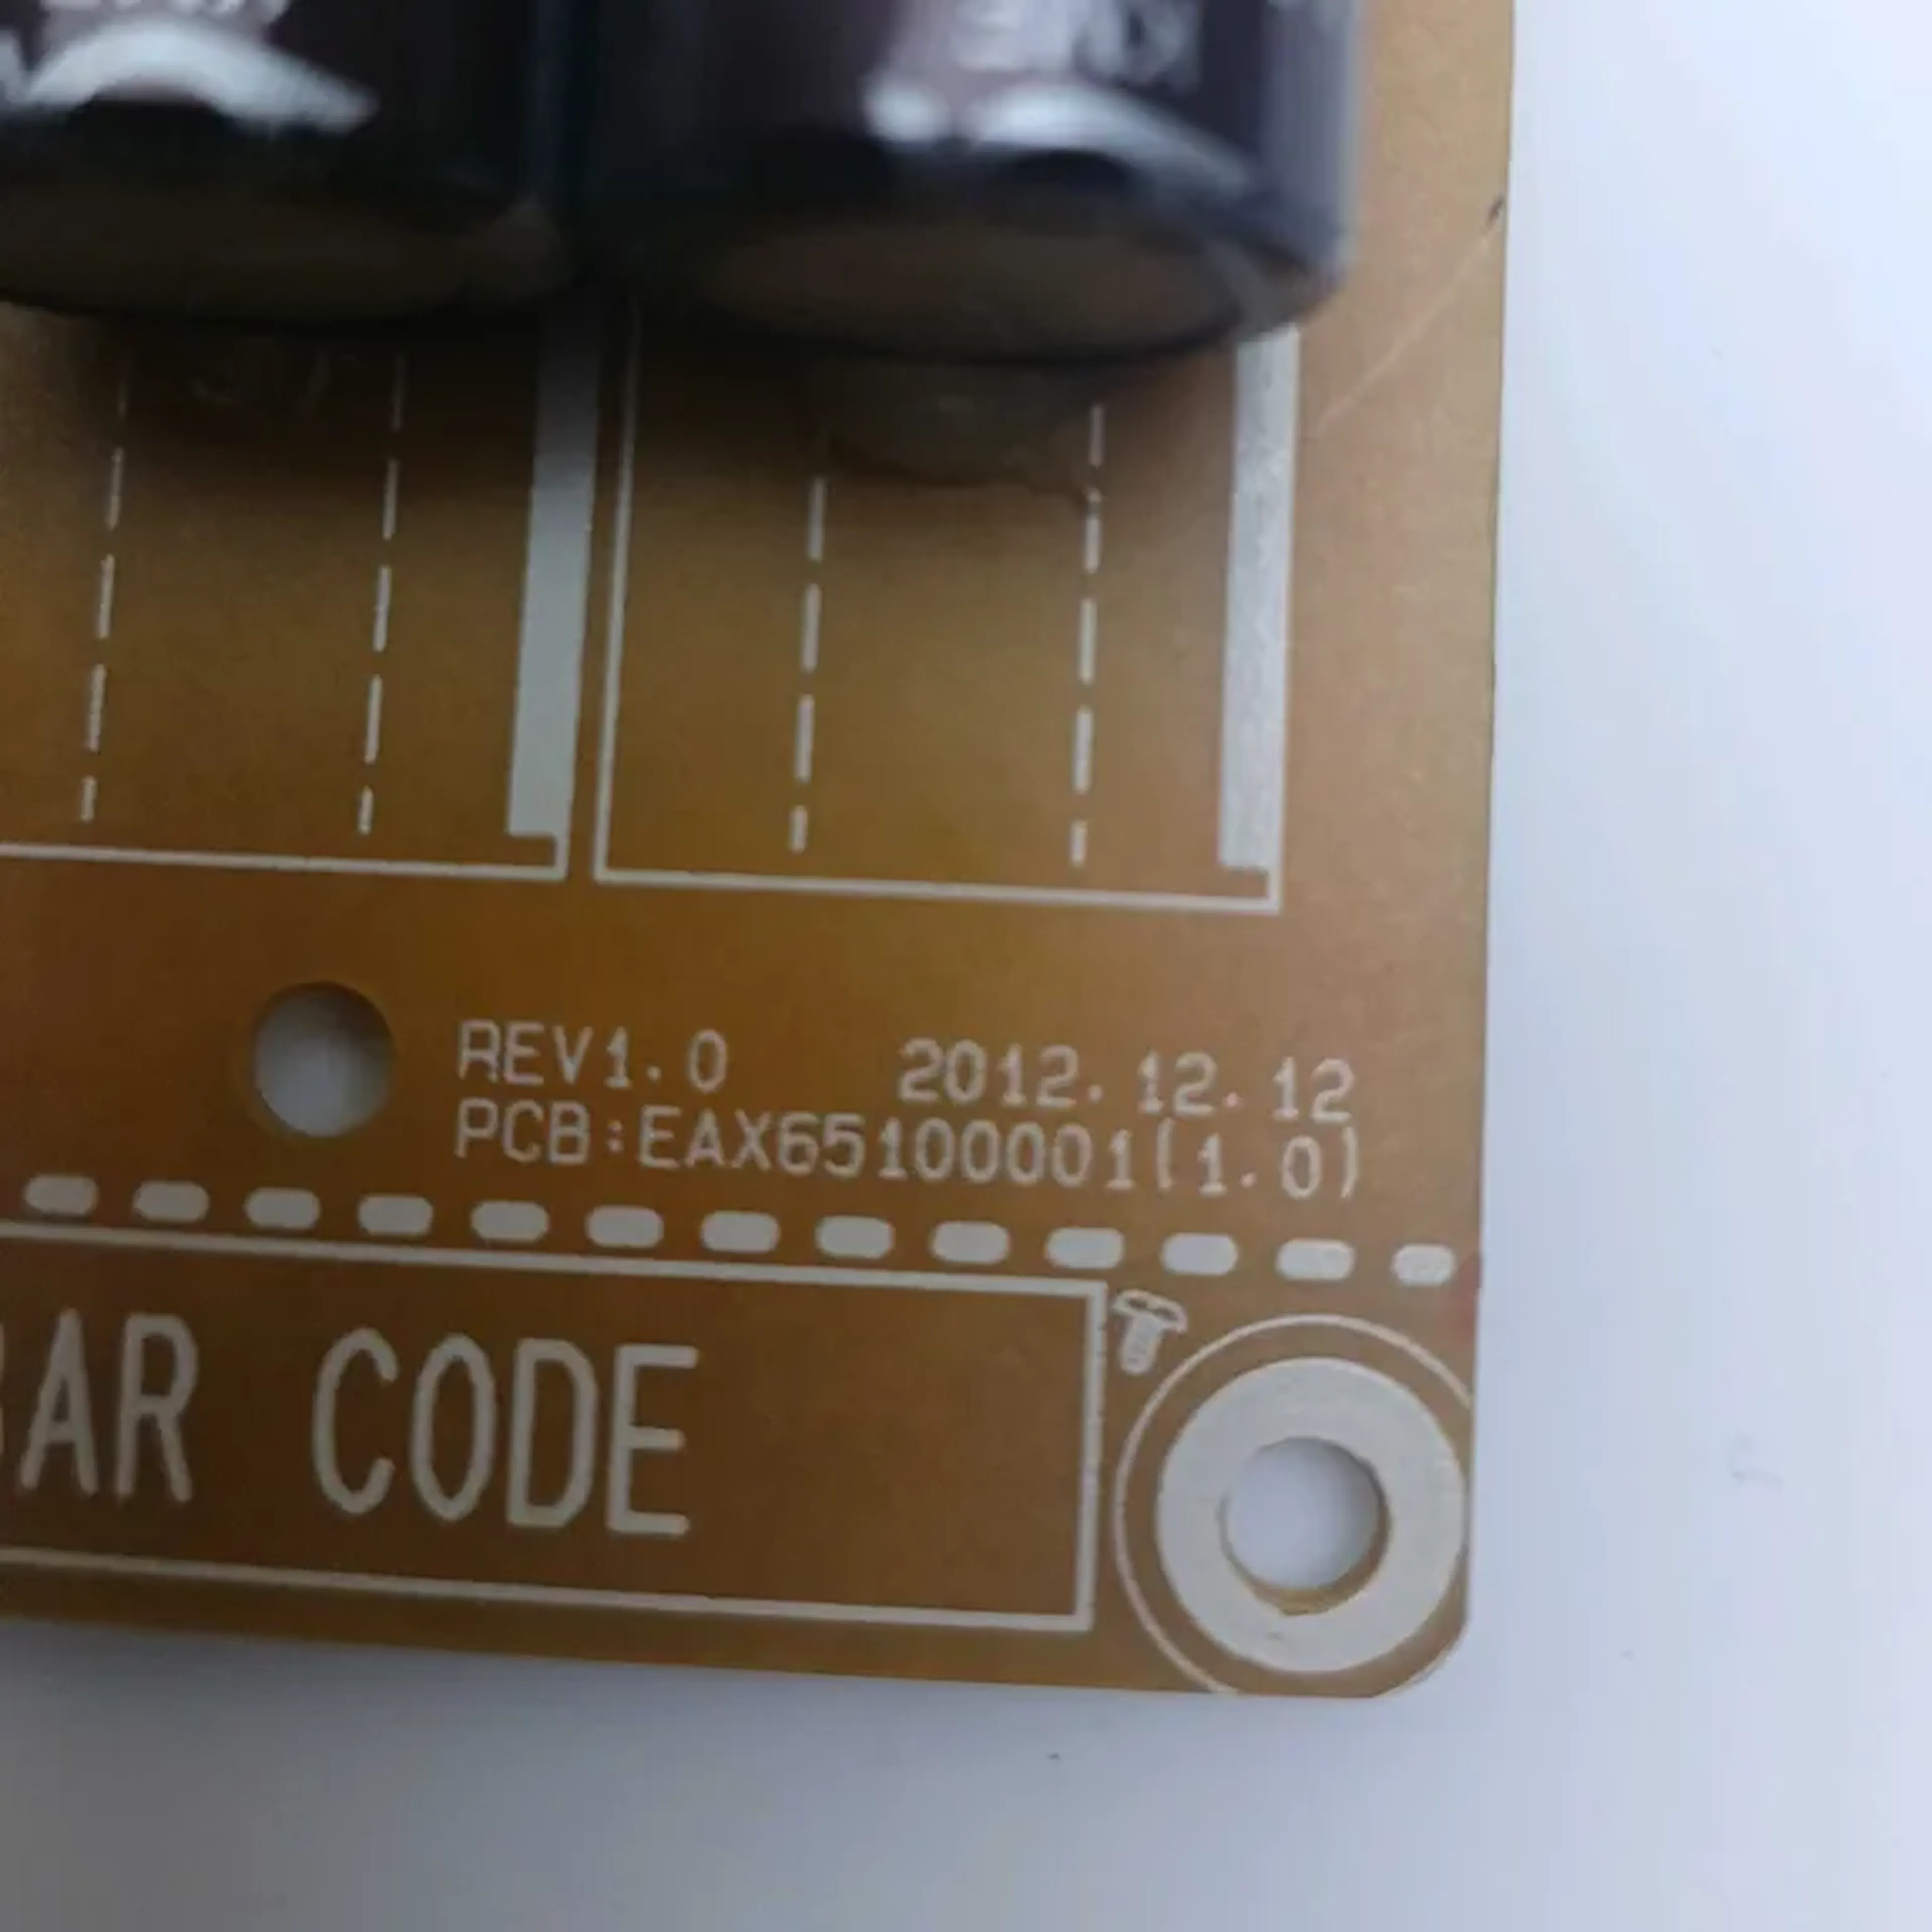 REV1.0 2012.12.12
PCB:EAX65100001(1.0)
BAR CODE